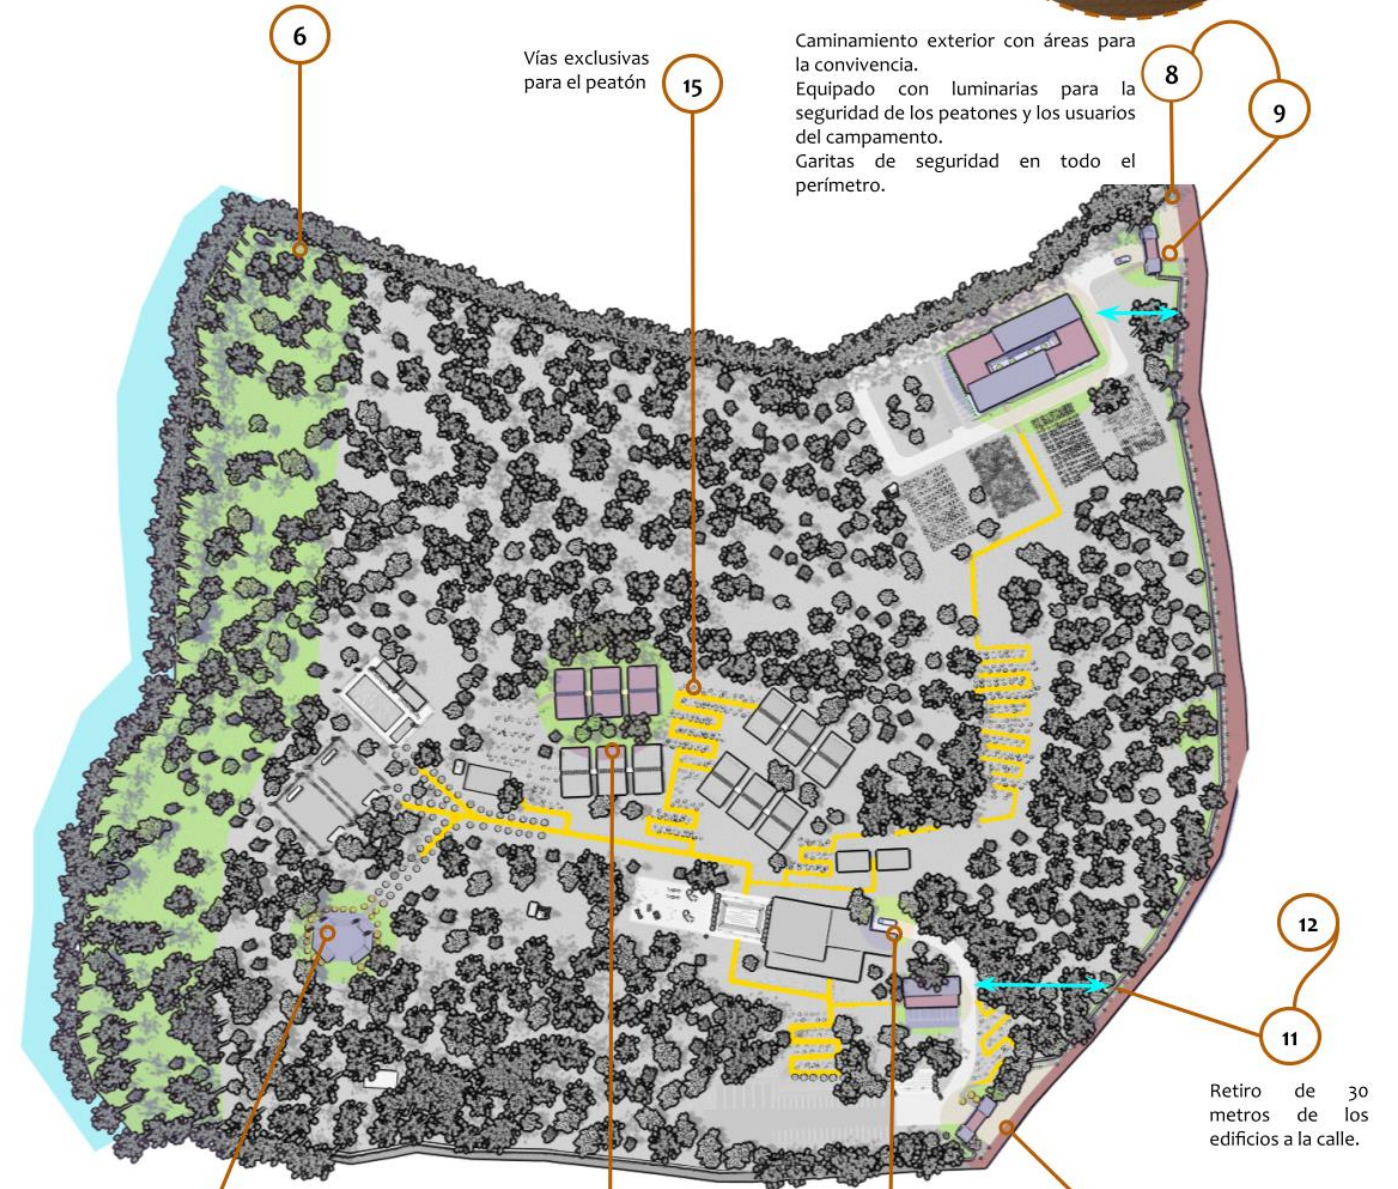 6
Vías exclusivas
para el peatón
15
Caminamiento exterior con áreas para
la convivencia.
Equipado con luminarias para la
seguridad de los peatones y los usuarios
del campamento.
Garitas de seguridad en todo el
perímetro.
8
9
12
11
Retiro de 30
metros de los
edificios a la calle.